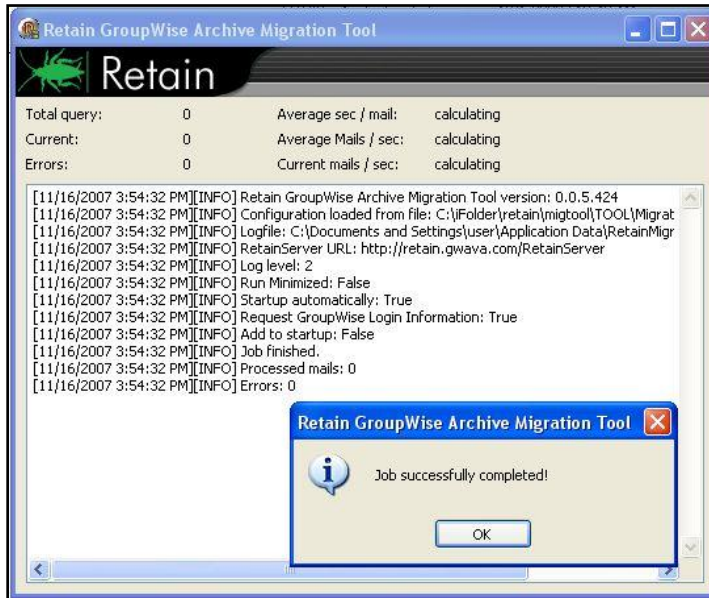 Retain GroupWise Archive Migration Tool
Retain
Total query: 0 Average sec / mail: calculating
Current: 0 Average Mails / sec: calculating
Errors: 0 Current mails / sec: calculating
[11/16/2007 3:54:32 PM][INFO] Retain GroupWise Archive Migration Tool version: 0.0.5.424
[11/16/2007 3:54:32 PM][INFO] Configuration loaded from file: C:\iFolder\retain\migtool\TOOL\Migrat
[11/16/2007 3:54:32 PM][INFO] Logfile: C:\Documents and Settings\user\Application Data\RetainMigr
[11/16/2007 3:54:32 PM][INFO] RetainServer URL: http://retain.gwava.com/RetainServer
[11/16/2007 3:54:32 PM][INFO] Log level: 2
[11/16/2007 3:54:32 PM][INFO] Run Minimized: False
[11/16/2007 3:54:32 PM][INFO] Startup automatically: True
[11/16/2007 3:54:32 PM][INFO] Request GroupWise Login Information: True
[11/16/2007 3:54:32 PM][INFO] Add to startup: False
[11/16/2007 3:54:32 PM][INFO] Job finished.
[11/16/2007 3:54:32 PM][INFO] Processed mails: 0
[11/16/2007 3:54:32 PM][INFO] Errors: 0
Retain GroupWise Archive Migration Tool
Job successfully completed!
OK